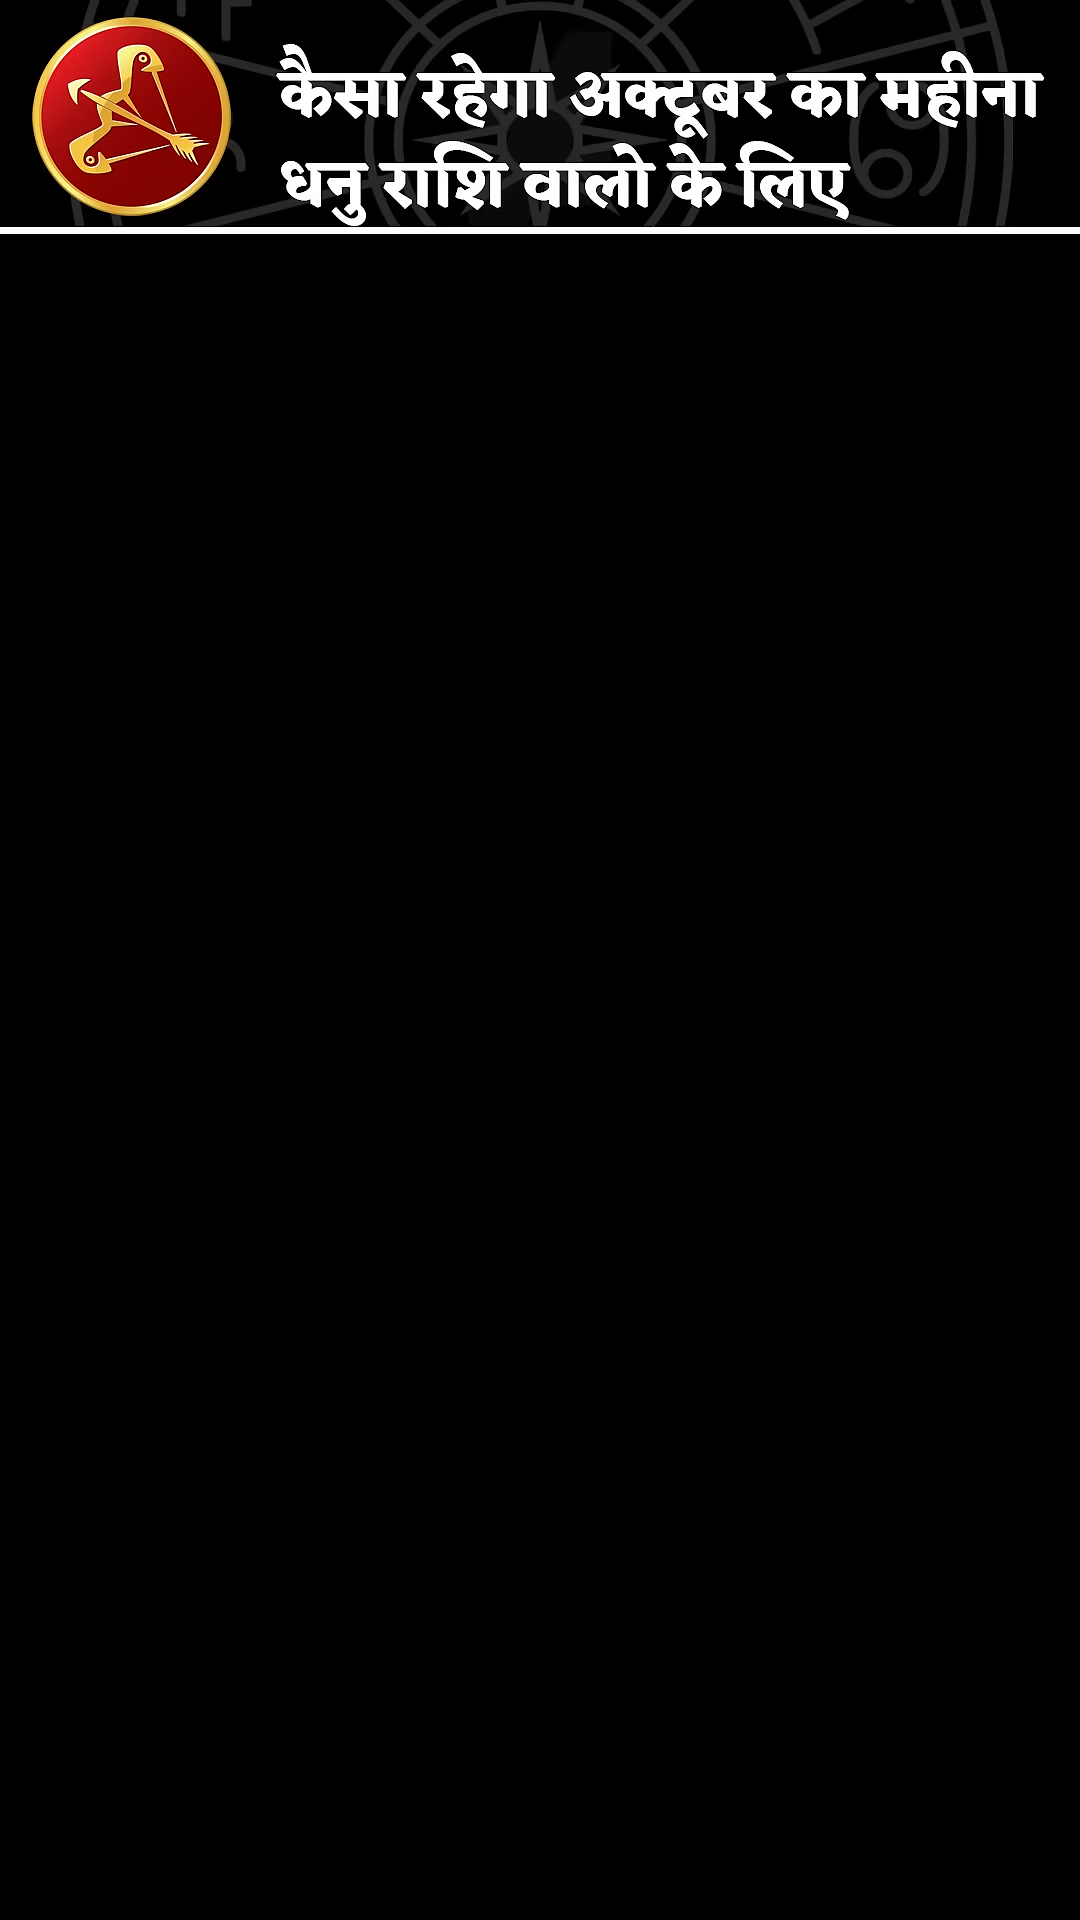 कैसा रहेगा अक्टूबर का महीना
धनु राशि वालो के लिए